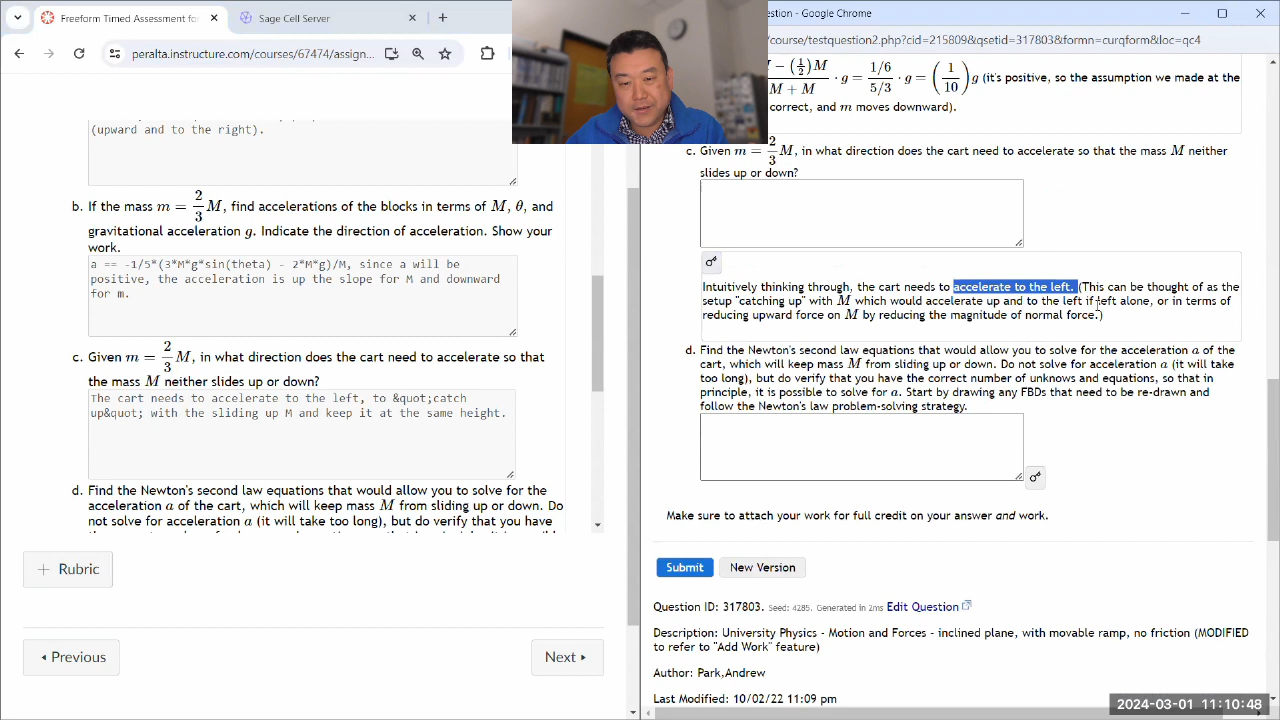 Freeform Timed Assessment for
Sage Cell Server
estion - Google Chrome
peralta.instructure.com/courses/67474/assign...
course/testquestion2.php?cid=215809&qsetid=317803&formn=curqform&loc=qc4
(upward and to the right).
b. If the mass m = 2/3 M, find accelerations of the blocks in terms of M, θ, and
gravitational acceleration g. Indicate the direction of acceleration. Show your
work.
a == -1/5*(3*M*g*sin(theta) - 2*M*g)/M, since a will be
positive, the acceleration is up the slope for M and downward
for m.
c. Given m = 2/3 M, in what direction does the cart need to accelerate so that
the mass M neither slides up or down?
The cart needs to accelerate to the left, to &quot;catch
up&quot; with the sliding up M and keep it at the same height.
d. Find the Newton's second law equations that would allow you to solve for the
acceleration a of the cart, which will keep mass M from sliding up or down. Do
not solve for acceleration a (it will take too long), but do verify that you have
+ Rubric
Previous
Next
− (1/2)M / M + M · g = 1/6 / 5/3 · g = (1/10) g (it's positive, so the assumption we made at the
correct, and m moves downward).
c. Given m = 2/3 M, in what direction does the cart need to accelerate so that the mass M neither
slides up or down?
Intuitively thinking through, the cart needs to accelerate to the left. (This can be thought of as the
setup "catching up" with M which would accelerate up and to the left if left alone, or in terms of
reducing upward force on M by reducing the magnitude of normal force.)
d. Find the Newton's second law equations that would allow you to solve for the acceleration a of the
cart, which will keep mass M from sliding up or down. Do not solve for acceleration a (it will take
too long), but do verify that you have the correct number of unknows and equations, so that in
principle, it is possible to solve for a. Start by drawing any FBDs that need to be re-drawn and
follow the Newton's law problem-solving strategy.
Make sure to attach your work for full credit on your answer and work.
Submit
New Version
Question ID: 317803. Seed: 4285. Generated in 2ms Edit Question
Description: University Physics - Motion and Forces - inclined plane, with movable ramp, no friction (MODIFIED
to refer to "Add Work" feature)
Author: Park,Andrew
Last Modified: 10/02/22 11:09 pm
2024-03-01 11:10:48